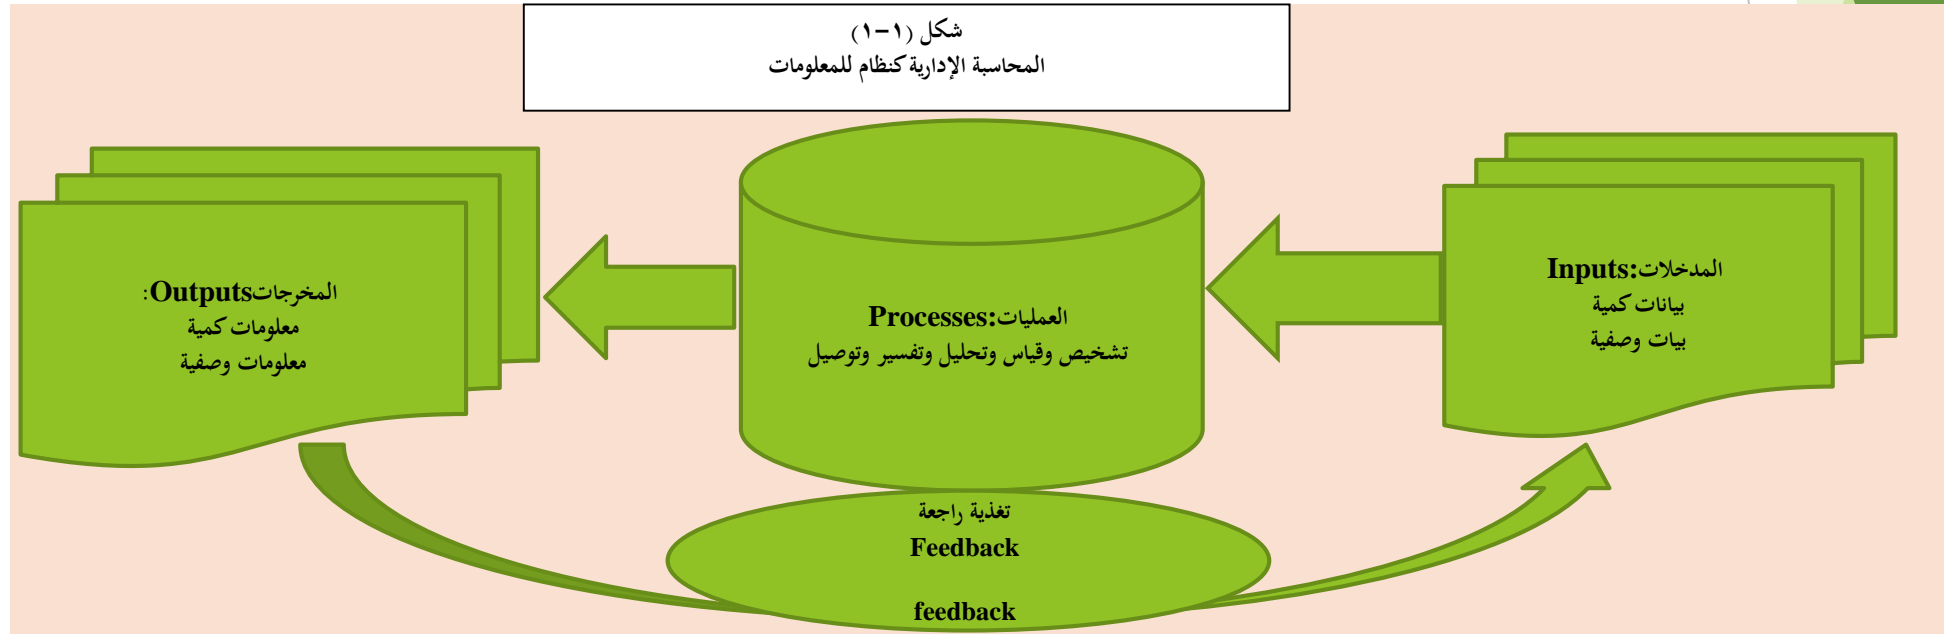 شكل (١-١)
المحاسبة الإدارية كنظام للمعلومات
المدخلات:Inputs
بيانات كمية
بيات وصفية
العمليات:Processes
تشخيص وقياس وتحليل وتفسير وتوصيل
المخرجاتOutputs:
معلومات كمية
معلومات وصفية
تغذية راجعة
Feedback
feedback